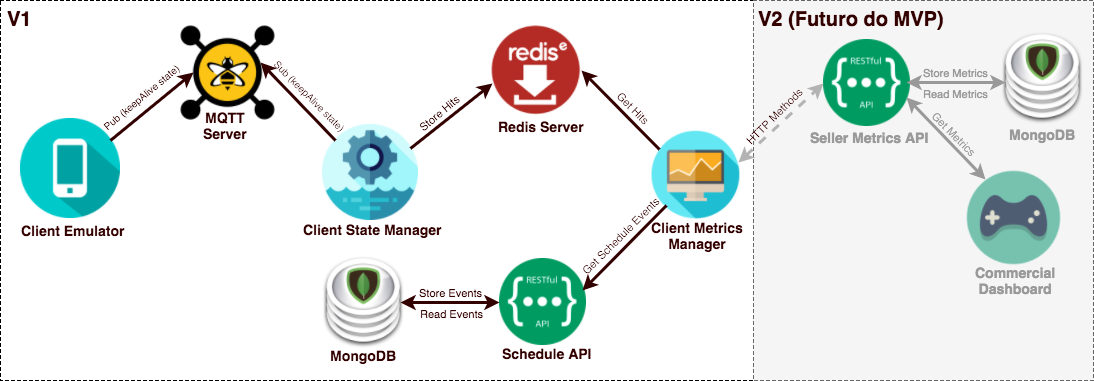 V1
V2 (Futuro do MVP)
Pub (keepAlive state)
MQTT
Server
Sub (keepAlive state)
Client Emulator
Client State Manager
Store Hits
redis e
Redis Server
Get Hits
Client Metrics
Manager
HTTP Methods
Get Schedule Events
MongoDB
Store Events
Read Events
RESTful
{•••}
API
Schedule API
RESTful
{•••}
API
Seller Metrics API
Store Metrics
Read Metrics
MongoDB
Get Metrics
Commercial
Dashboard